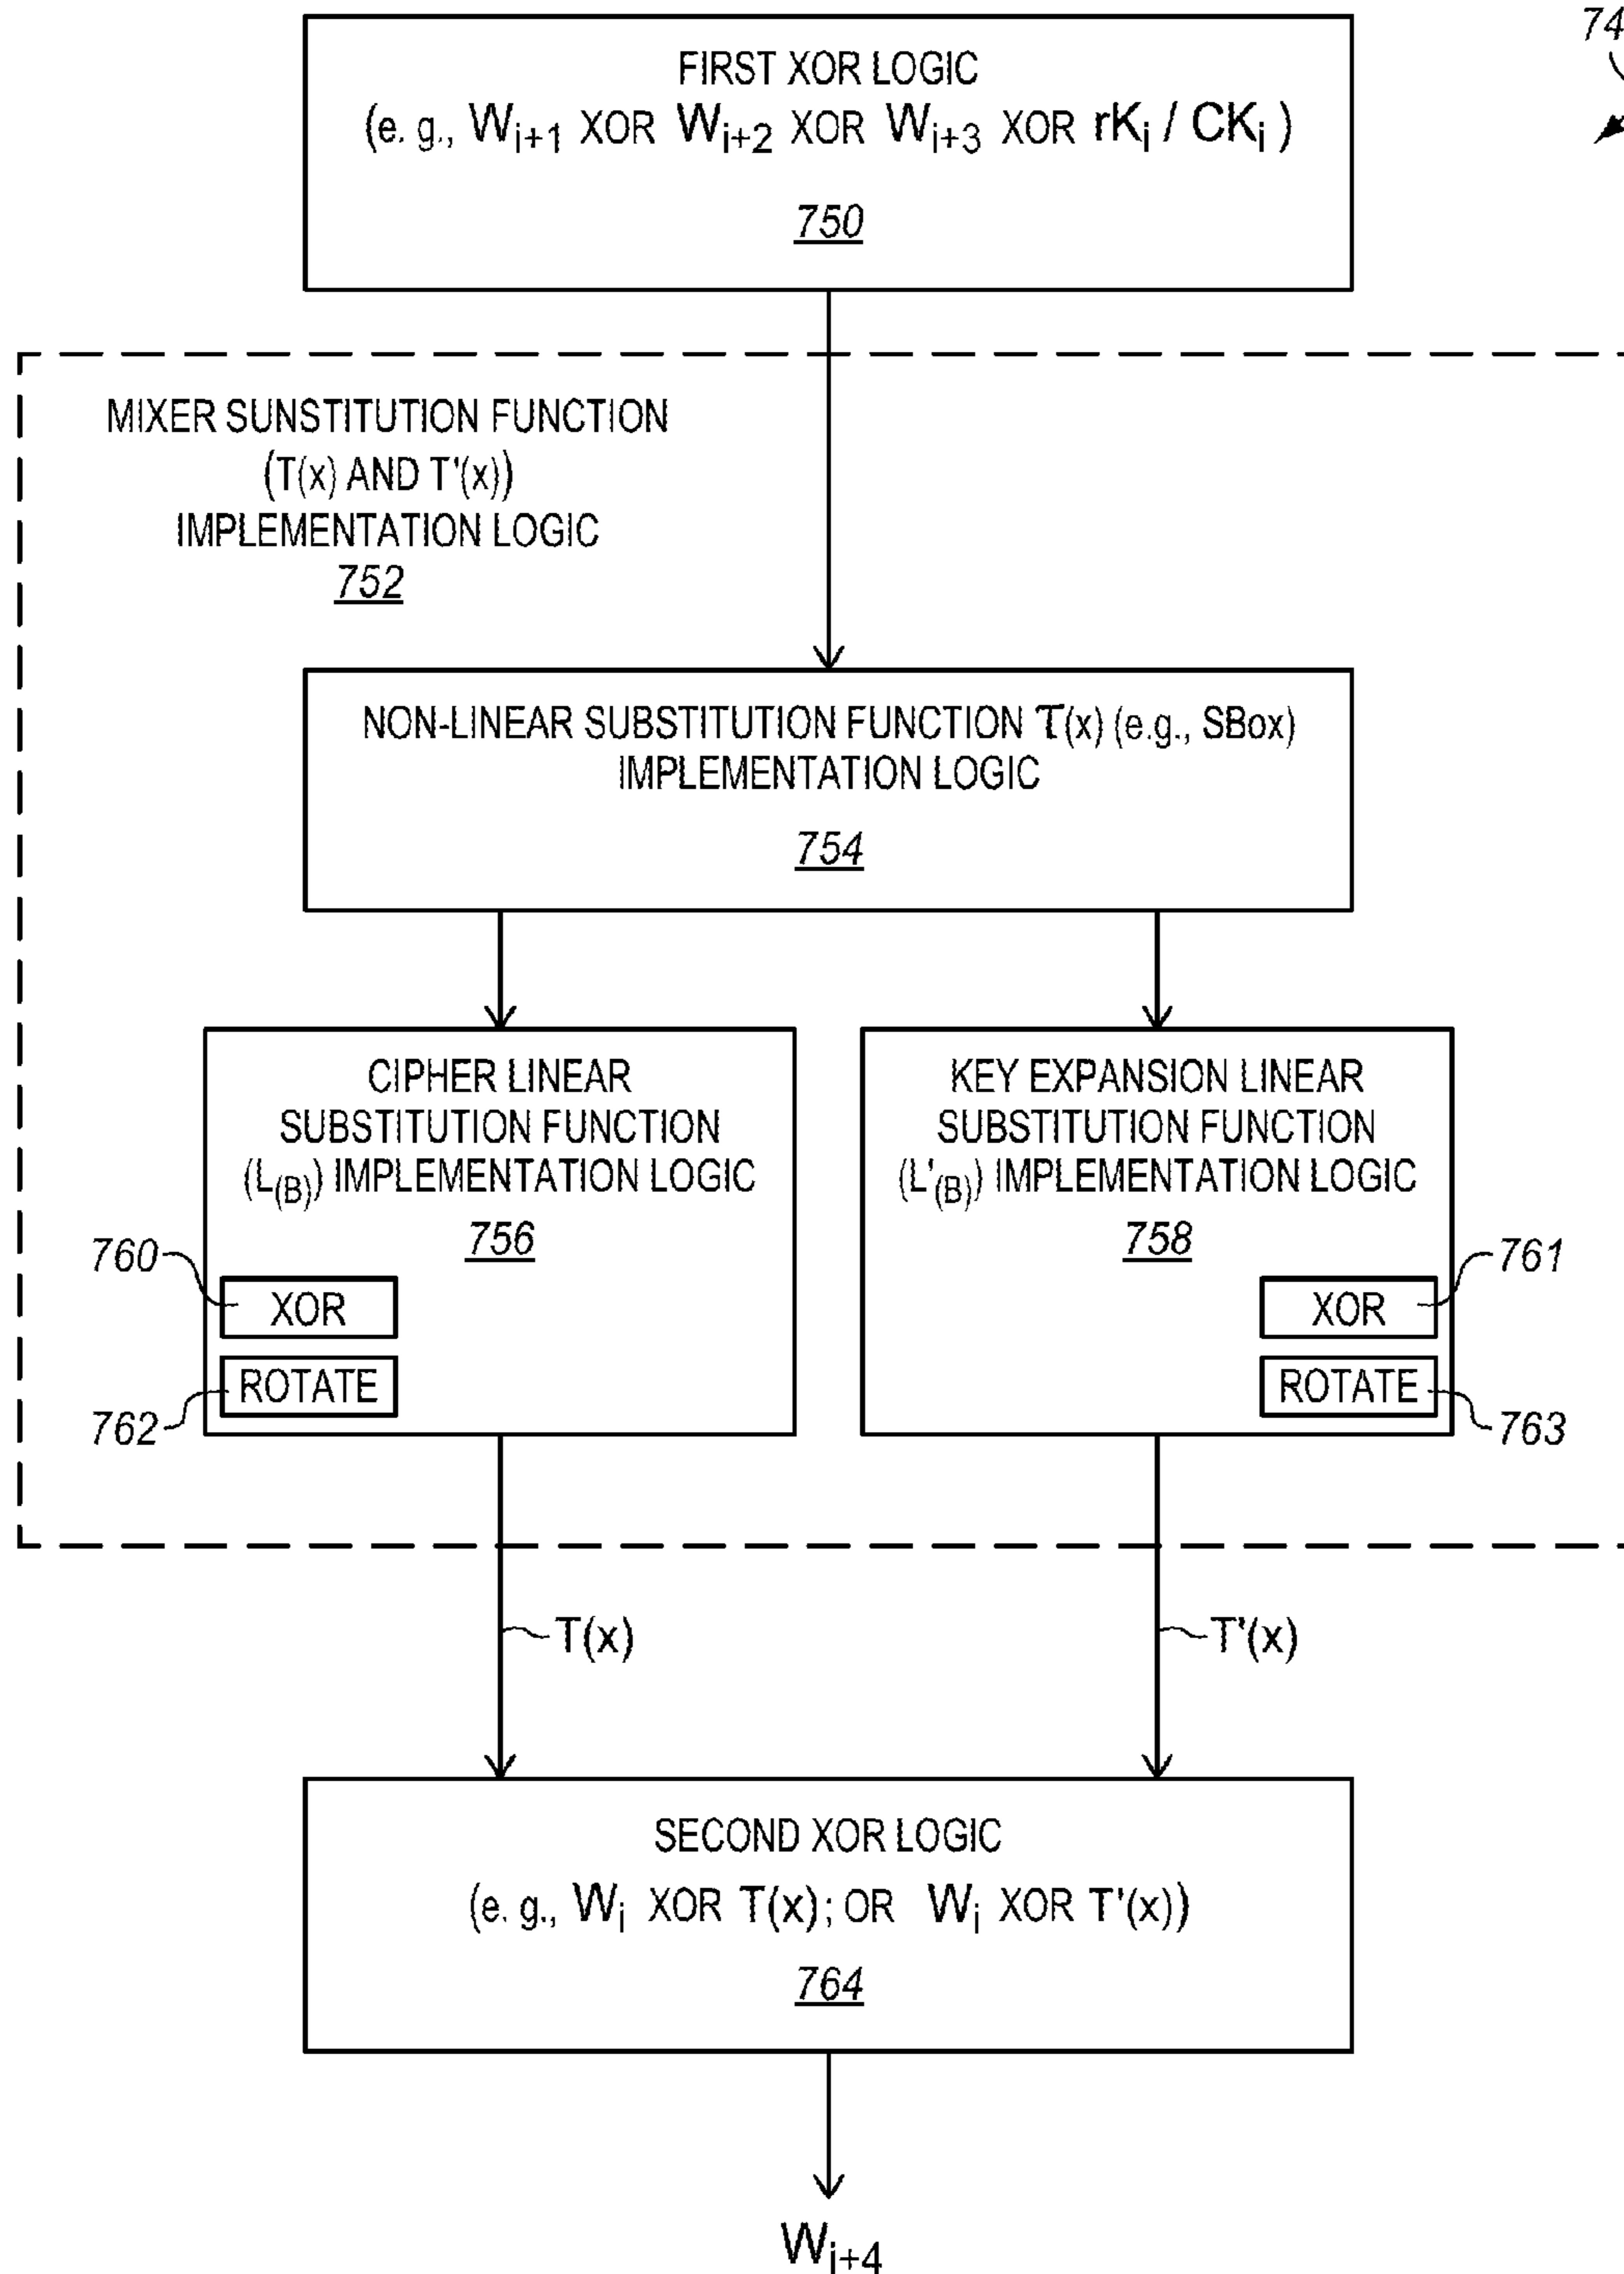 74
FIRST XOR LOGIC
(e. g., Wi+1 XOR Wi+2 XOR Wi+3 XOR rKi / CKi )
750
MIXER SUNSTITUTION FUNCTION
(T(x) AND T'(x))
IMPLEMENTATION LOGIC
752
NON-LINEAR SUBSTITUTION FUNCTION τ(x) (e.g., SBox)
IMPLEMENTATION LOGIC
754
CIPHER LINEAR
SUBSTITUTION FUNCTION
(L(B)) IMPLEMENTATION LOGIC
756
760
XOR
ROTATE
762
KEY EXPANSION LINEAR
SUBSTITUTION FUNCTION
(L'(B)) IMPLEMENTATION LOGIC
758
XOR
761
ROTATE
763
T(x)
T'(x)
SECOND XOR LOGIC
(e. g., Wi XOR T(x); OR Wi XOR T'(x))
764
Wi+4